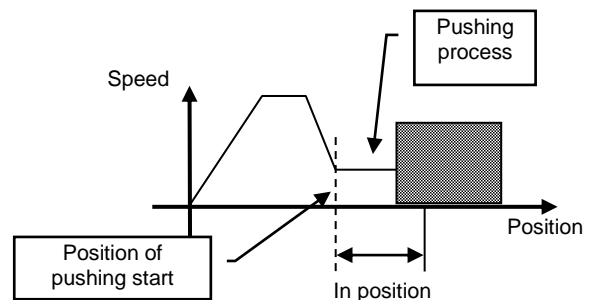 Pushing
process
Speed
Position
Position of
pushing start
In position